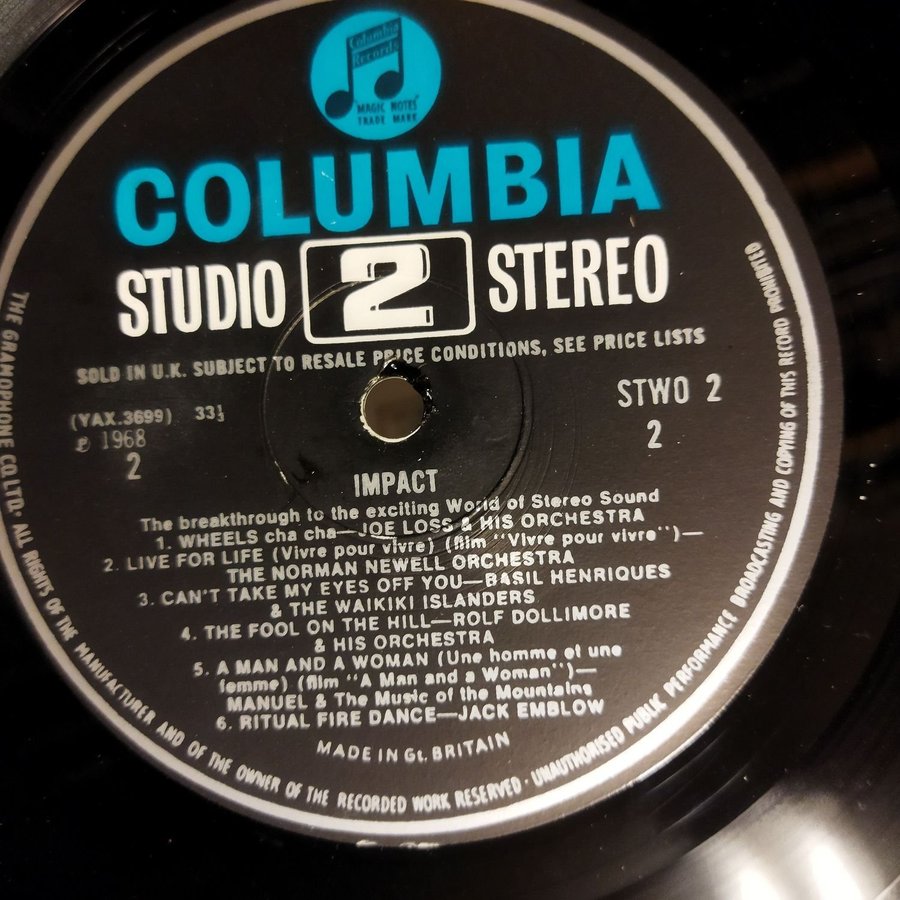 Columbia
Records
"MAGIC NOTES"
TRADE MARK
COLUMBIA
STUDIO 2 STEREO
SOLD IN U.K. SUBJECT TO RESALE PRICE CONDITIONS, SEE PRICE LISTS
(YAX.3699) 33⅓
℗ 1968
2
STWO 2
2
IMPACT
The breakthrough to the exciting World of Stereo Sound
1. WHEELS cha cha—JOE LOSS & HIS ORCHESTRA
2. LIVE FOR LIFE (Vivre pour vivre) (film "Vivre pour vivre")—
THE NORMAN NEWELL ORCHESTRA
3. CAN'T TAKE MY EYES OFF YOU—BASIL HENRIQUES
& THE WAIKIKI ISLANDERS
4. THE FOOL ON THE HILL—ROLF DOLLIMORE
& HIS ORCHESTRA
5. A MAN AND A WOMAN (Une homme et une
femme) (film "A Man and a Woman")—
MANUEL & The Music of the Mountains
6. RITUAL FIRE DANCE—JACK EMBLOW
MADE IN Gt. BRITAIN
THE GRAMOPHONE CO. LTD. · ALL RIGHTS OF THE MANUFACTURER AND OF THE OWNER OF THE RECORDED WORK RESERVED · UNAUTHORISED PUBLIC PERFORMANCE BROADCASTING AND COPYING OF THIS RECORD PROHIBITED